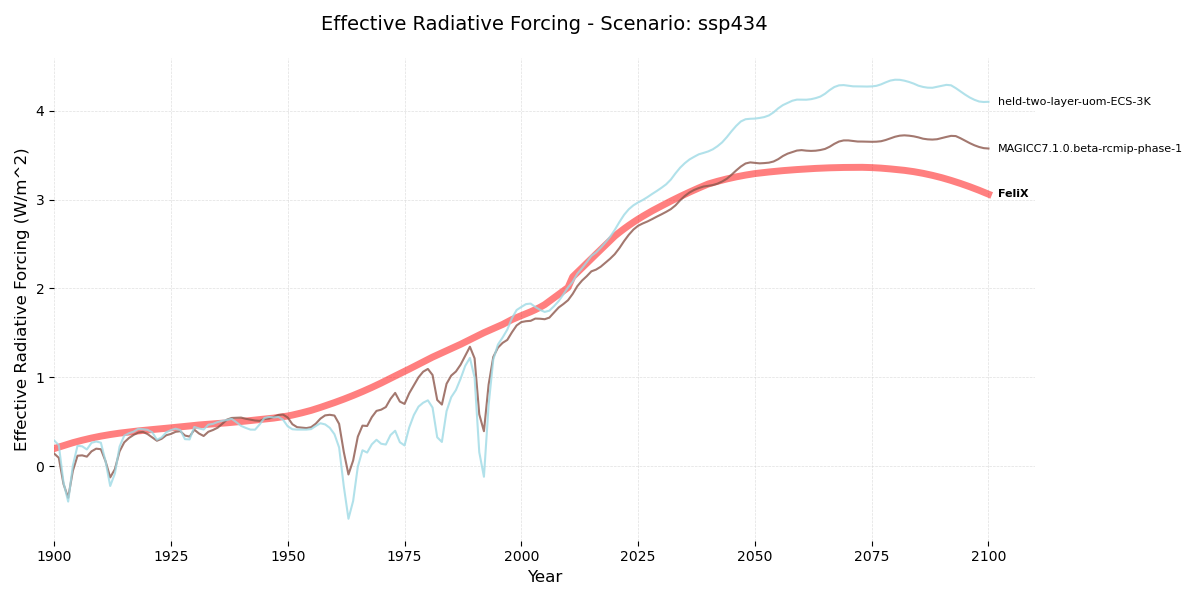 Effective Radiative Forcing - Scenario: ssp434
Effective Radiative Forcing (W/m^2)
4
3
2
1
0
held-two-layer-uom-ECS-3K
MAGICC7.1.0.beta-rcmip-phase-1
FeliX
1900 1925 1950 1975 2000 2025 2050 2075 2100
Year